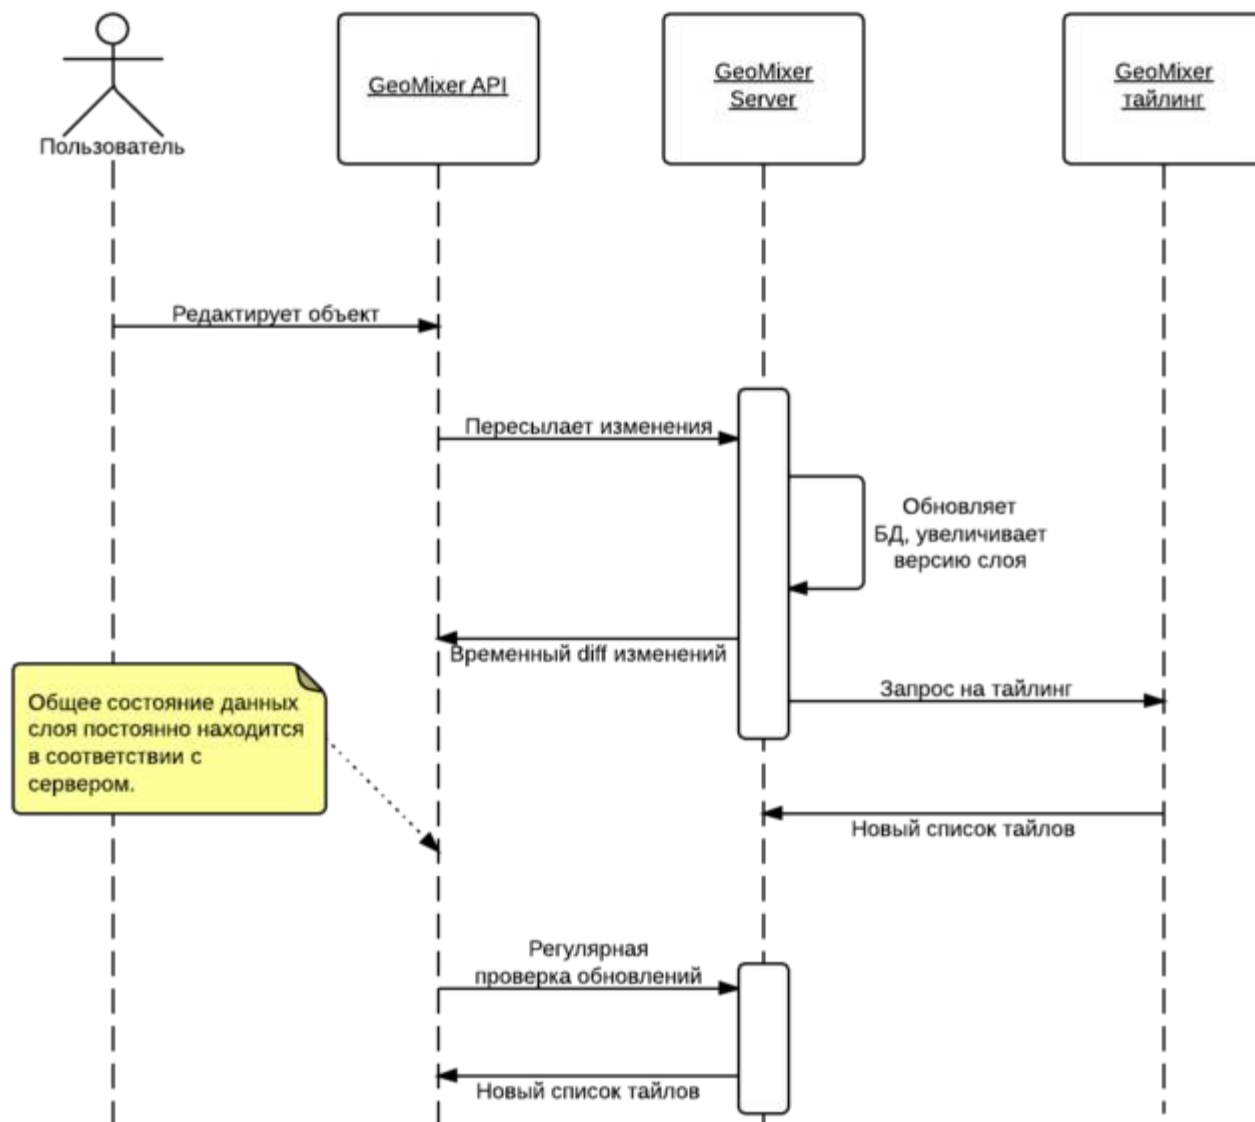 Пользователь
GeoMixer API
GeoMixer
Server
GeoMixer
тайлинг
Редактирует объект
Пересылает изменения
Обновляет
БД, увеличивает
версию слоя
Временный diff изменений
Запрос на тайлинг
Общее состояние данных
слоя постоянно находится
в соответствии с
сервером.
Новый список тайлов
Регулярная
проверка обновлений
Новый список тайлов